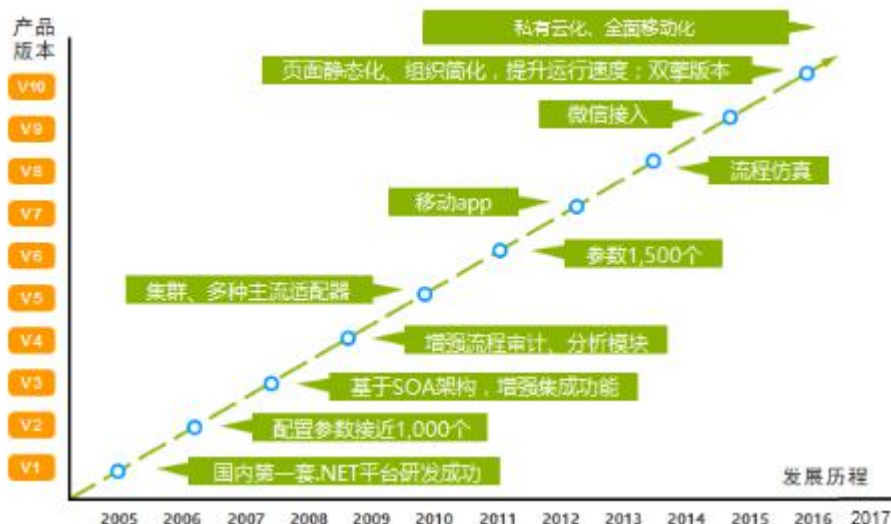 产品
版本
私有云化、全面移动化
页面静态化、组织简化，提升运行速度；双擎版本
V10
微信接入
V9
流程仿真
V8
移动app
V7
参数1,500个
V6
集群、多种主流适配器
V5
增强流程审计、分析模块
V4
基于SOA架构，增强集成功能
V3
配置参数接近1,000个
V2
国内第一套.NET平台研发成功
V1
发展历程
2005 2006 2007 2008 2009 2010 2011 2012 2013 2014 2015 2016 2017